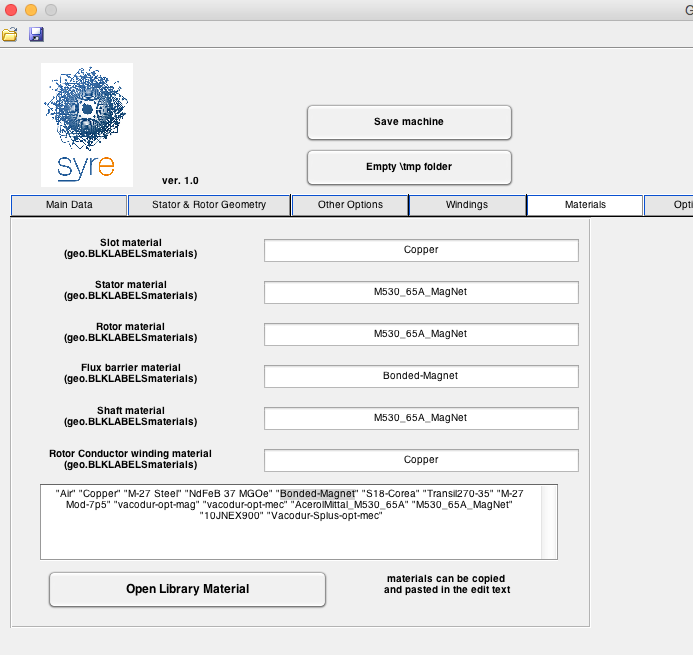 G
syre
ver. 1.0
Save machine
Empty \tmp folder
Main Data
Stator & Rotor Geometry
Other Options
Windings
Materials
Opti
Slot material
(geo.BLKLABELSmaterials)
Copper
Stator material
(geo.BLKLABELSmaterials)
M530_65A_MagNet
Rotor material
(geo.BLKLABELSmaterials)
M530_65A_MagNet
Flux barrier material
(geo.BLKLABELSmaterials)
Bonded-Magnet
Shaft material
(geo.BLKLABELSmaterials)
M530_65A_MagNet
Rotor Conductor winding material
(geo.BLKLABELSmaterials)
Copper
"Air" "Copper" "M-27 Steel" "NdFeB 37 MGOe" "Bonded-Magnet" "S18-Corea" "Transil270-35" "M-27
Mod-7p5" "vacodur-opt-mag" "vacodur-opt-mec" "AcerolMittal_M530_65A" "M530_65A_MagNet"
"10JNEX900" "Vacodur-Splus-opt-mec"
Open Library Material
materials can be copied
and pasted in the edit text